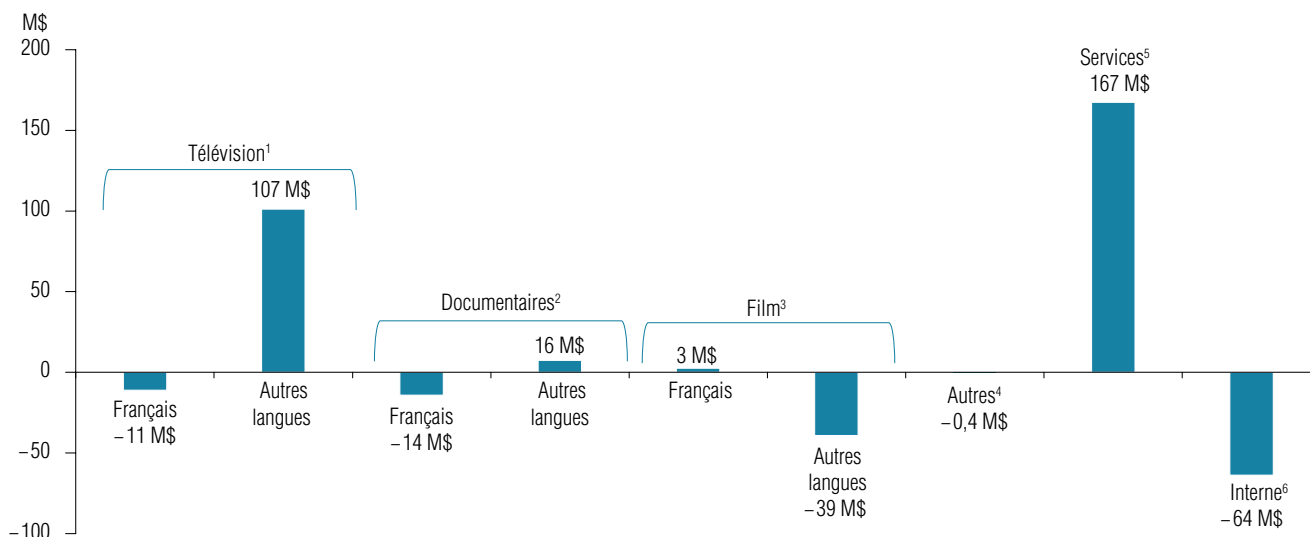 M$
200
150
100
50
0
–50
–100
Télévision¹
Français
–11 M$
107 M$
Autres
langues
Documentaires²
Français
–14 M$
16 M$
Autres
langues
Film³
3 M$
Français
Autres
langues
–39 M$
Autres⁴
–0,4 M$
Services⁵
167 M$
Interne⁶
–64 M$